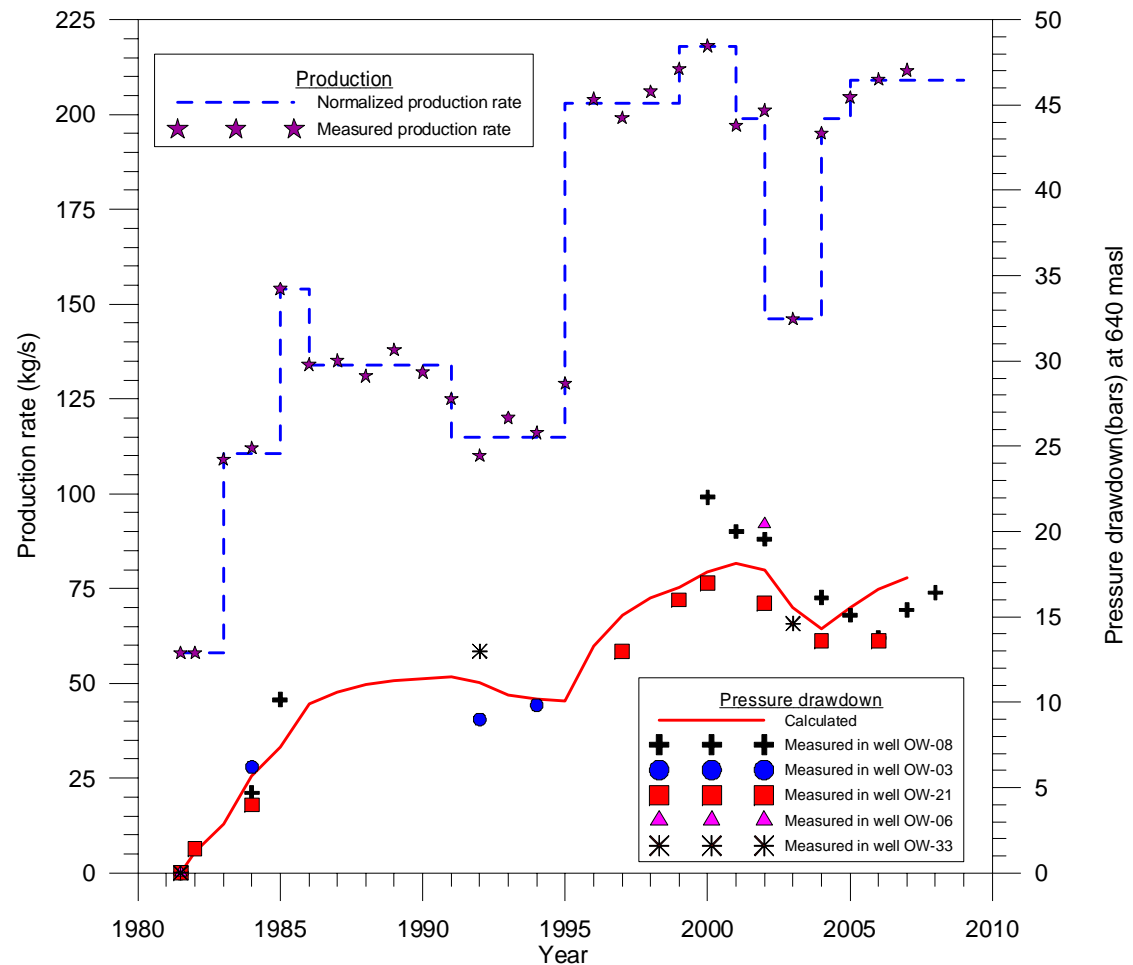 Production
Normalized production rate
Measured production rate
225
200
175
150
125
100
75
50
25
0
Production rate (kg/s)
50
45
40
35
30
25
20
15
10
5
0
Pressure drawdown(bars) at 640 masl
Pressure drawdown
Calculated
Measured in well OW-08
Measured in well OW-03
Measured in well OW-21
Measured in well OW-06
Measured in well OW-33
1980 1985 1990 1995 2000 2005 2010
Year